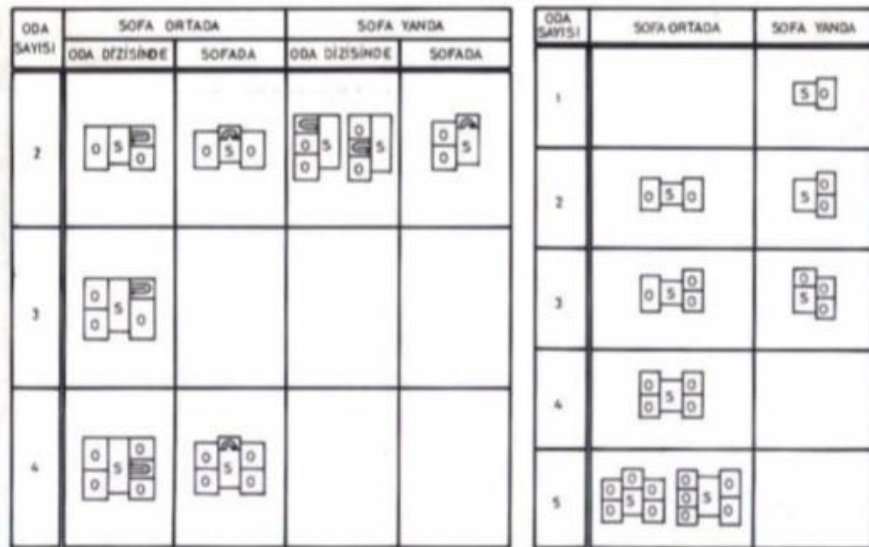 ODA SAYISI SOFA ORTADA SOFA YANDA
ODA DİZİSİNDE SOFADA ODA DİZİSİNDE SOFADA
2 O S O O S O O O S O O S O O S
3 O O S O
4 O O S O O O O S O O
ODA SAYISI SOFA ORTADA SOFA YANDA
1 S O
2 O S O S O O
3 O S O O O S O O
4 O O S O O
5 O O O S O O O O O S O O